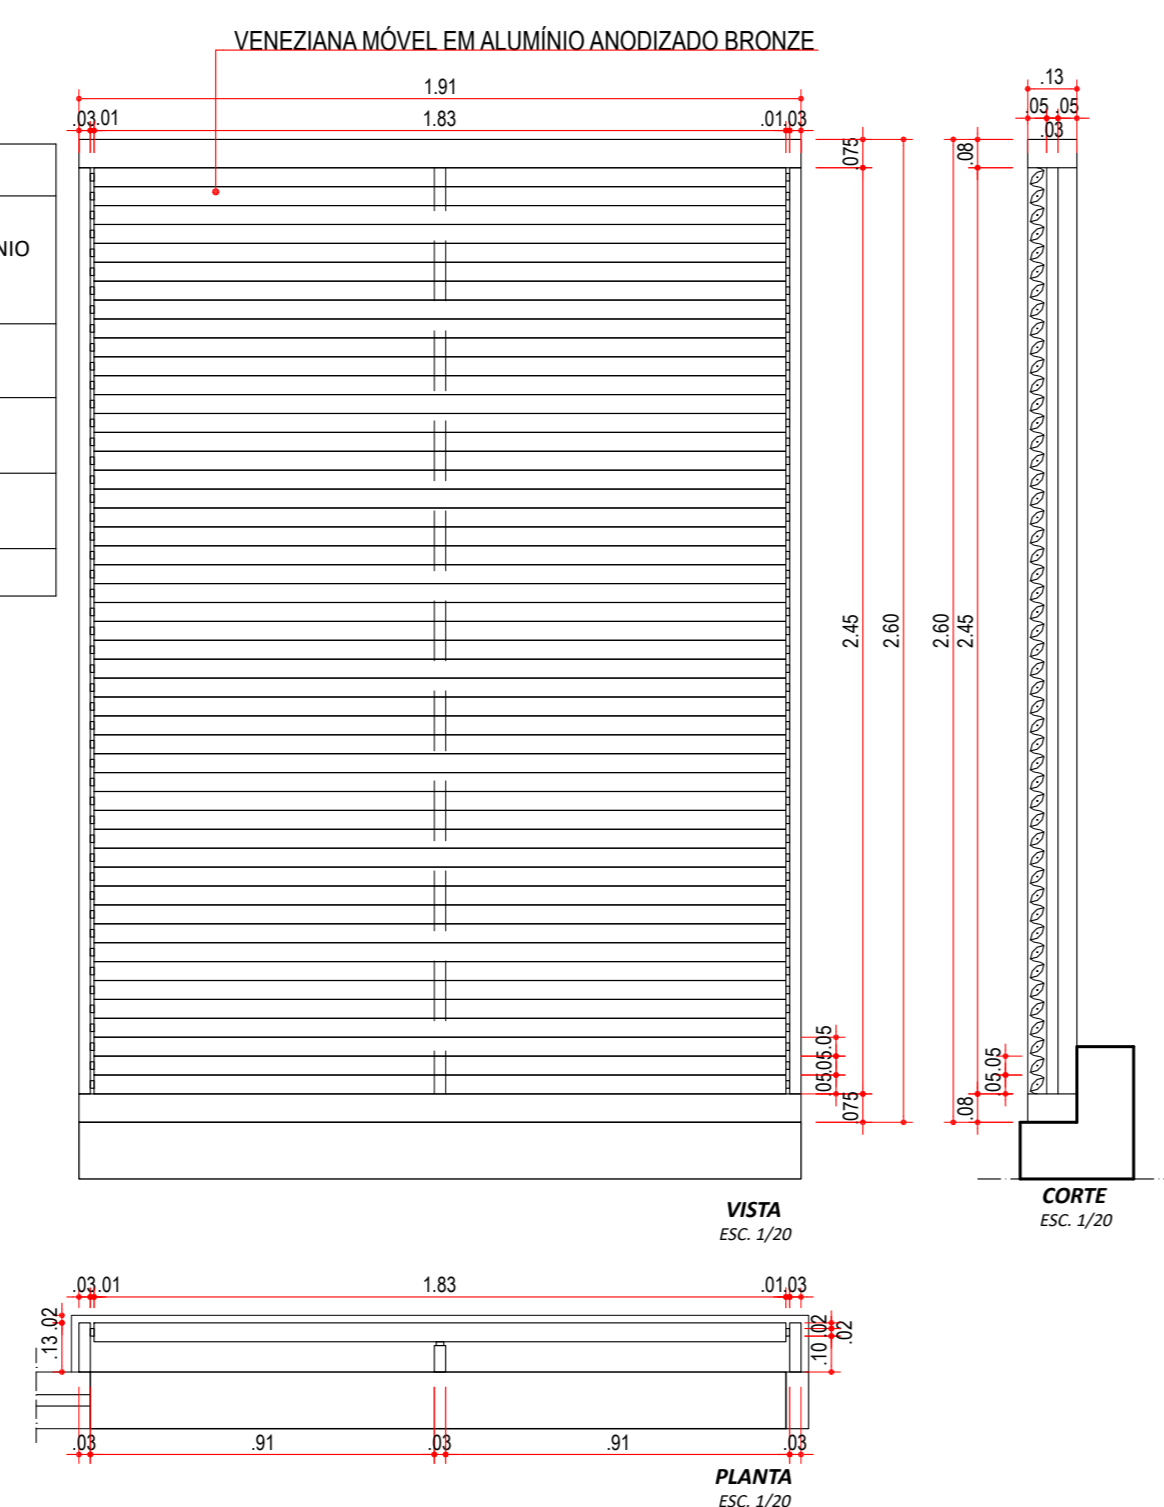 VENEZIANA MÓVEL EM ALUMÍNIO ANODIZADO BRONZE
1.91
.03 .01 1.83 .01 .03
.13
.05 .05
.03
.075
.08
NIO
2.45
2.60
2.60
2.45
.05 .05 .05
.075
.05 .05
.08
VISTA
ESC. 1/20
CORTE
ESC. 1/20
.03 .01 1.83 .01 .03
.13 .02
.10 .02
.02
.03 .91 .03 .91 .03
PLANTA
ESC. 1/20